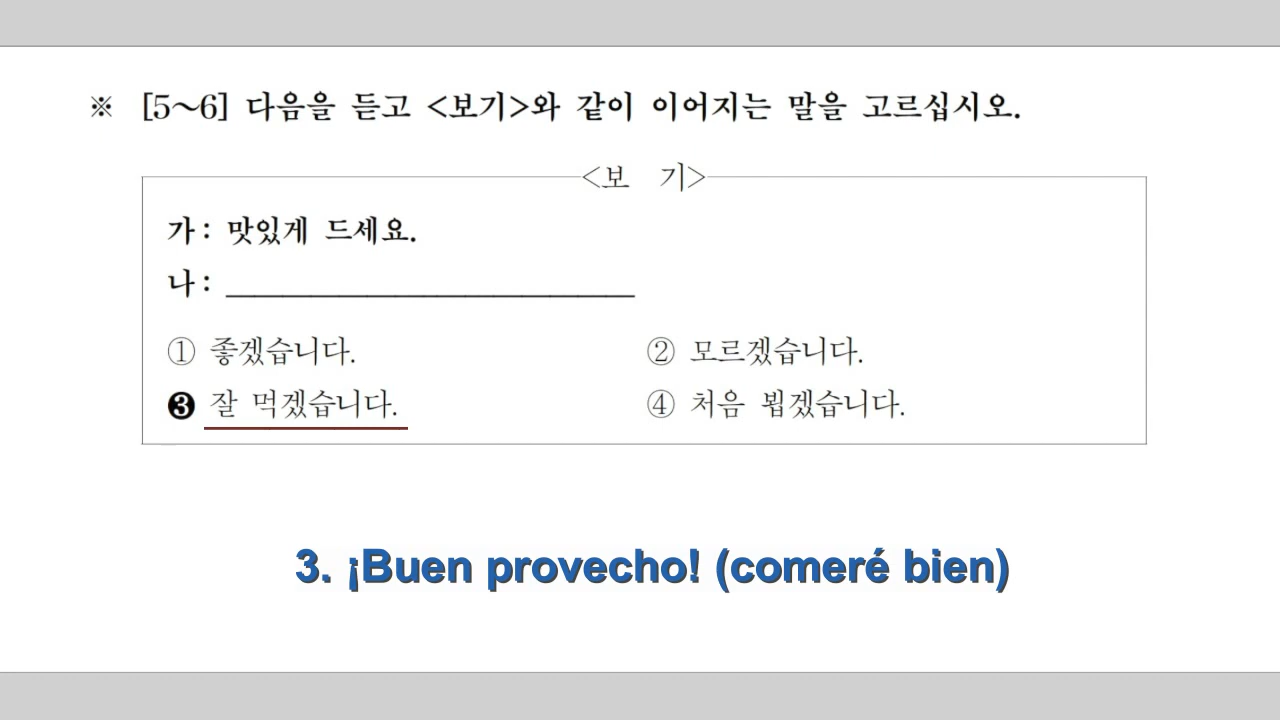 ※ [5~6] 다음을 듣고 <보기>와 같이 이어지는 말을 고르십시오.
<보 기>
가: 맛있게 드세요.
나: ____________________
① 좋겠습니다. ② 모르겠습니다.
❸ 잘 먹겠습니다. ④ 처음 뵙겠습니다.
3. ¡Buen provecho! (comeré bien)